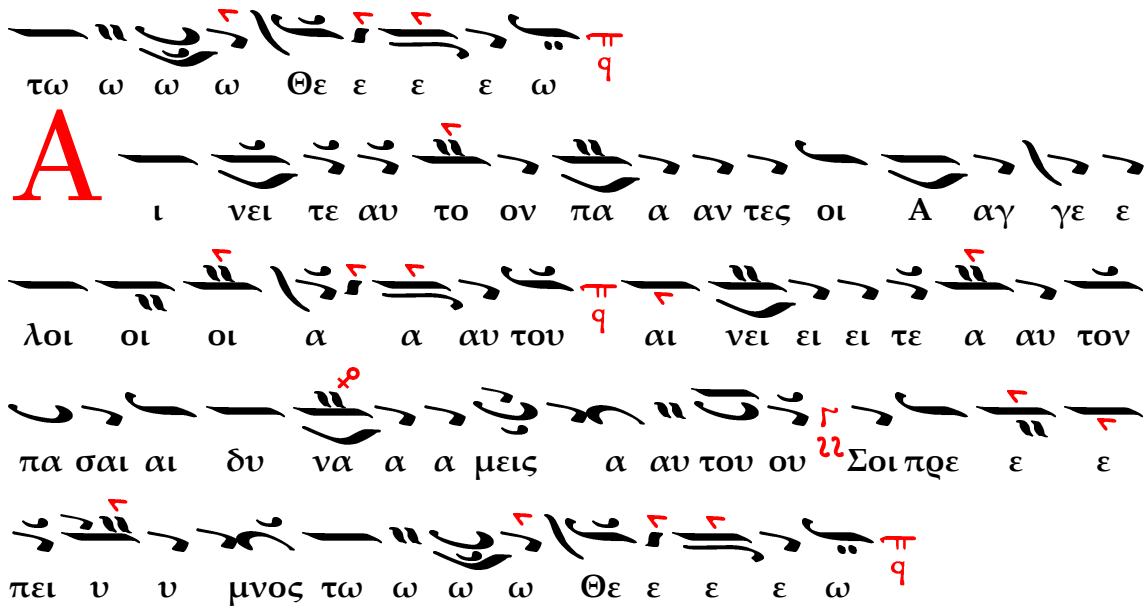 τω ω ω ω Θε ε ε ε ω
Α ι νει τε αυ το ον πα α αν τες οι Α αγ γε ε
λοι οι οι α α αυ του αι νει ει ει τε α αυ τον
πα σαι αι δυ να α α μεις α αυ του ου Σοι πρε ε ε
πει υ υ μνος τω ω ω ω Θε ε ε ε ω